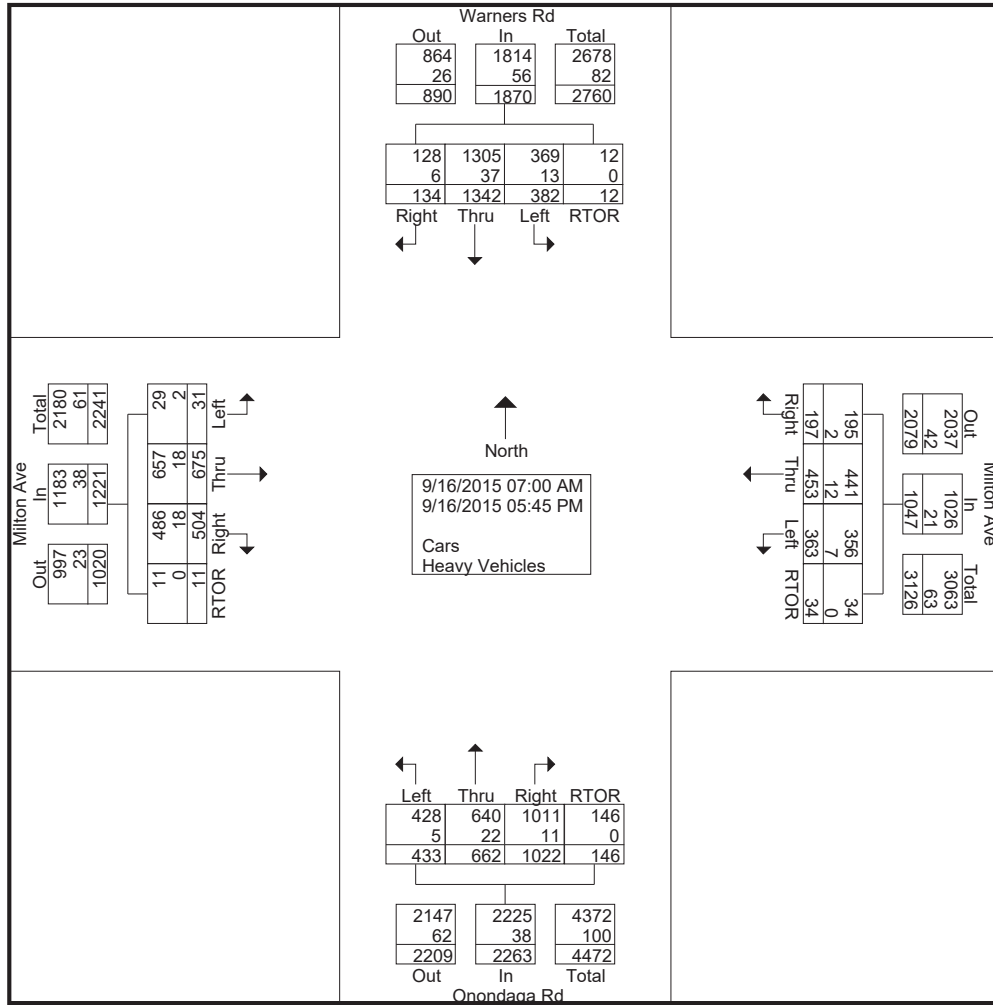 Warners Rd
Out In Total
864 1814 2678
26 56 82
890 1870 2760
128 1305 369 12
6 37 13 0
134 1342 382 12
Right Thru Left RTOR
Milton Ave
Out In Total
997 1183 2180
23 38 61
1020 1221 2241
29 657 486 11
2 18 18 0
31 675 504 11
Left Thru Right RTOR
North
9/16/2015 07:00 AM
9/16/2015 05:45 PM
Cars
Heavy Vehicles
Right Thru Left RTOR
195 441 356 34
2 12 7 0
197 453 363 34
Out In Total
2037 1026 3063
42 21 63
2079 1047 3126
Milton Ave
Left Thru Right RTOR
428 640 1011 146
5 22 11 0
433 662 1022 146
2147 2225 4372
62 38 100
2209 2263 4472
Out In Total
Onondaga Rd